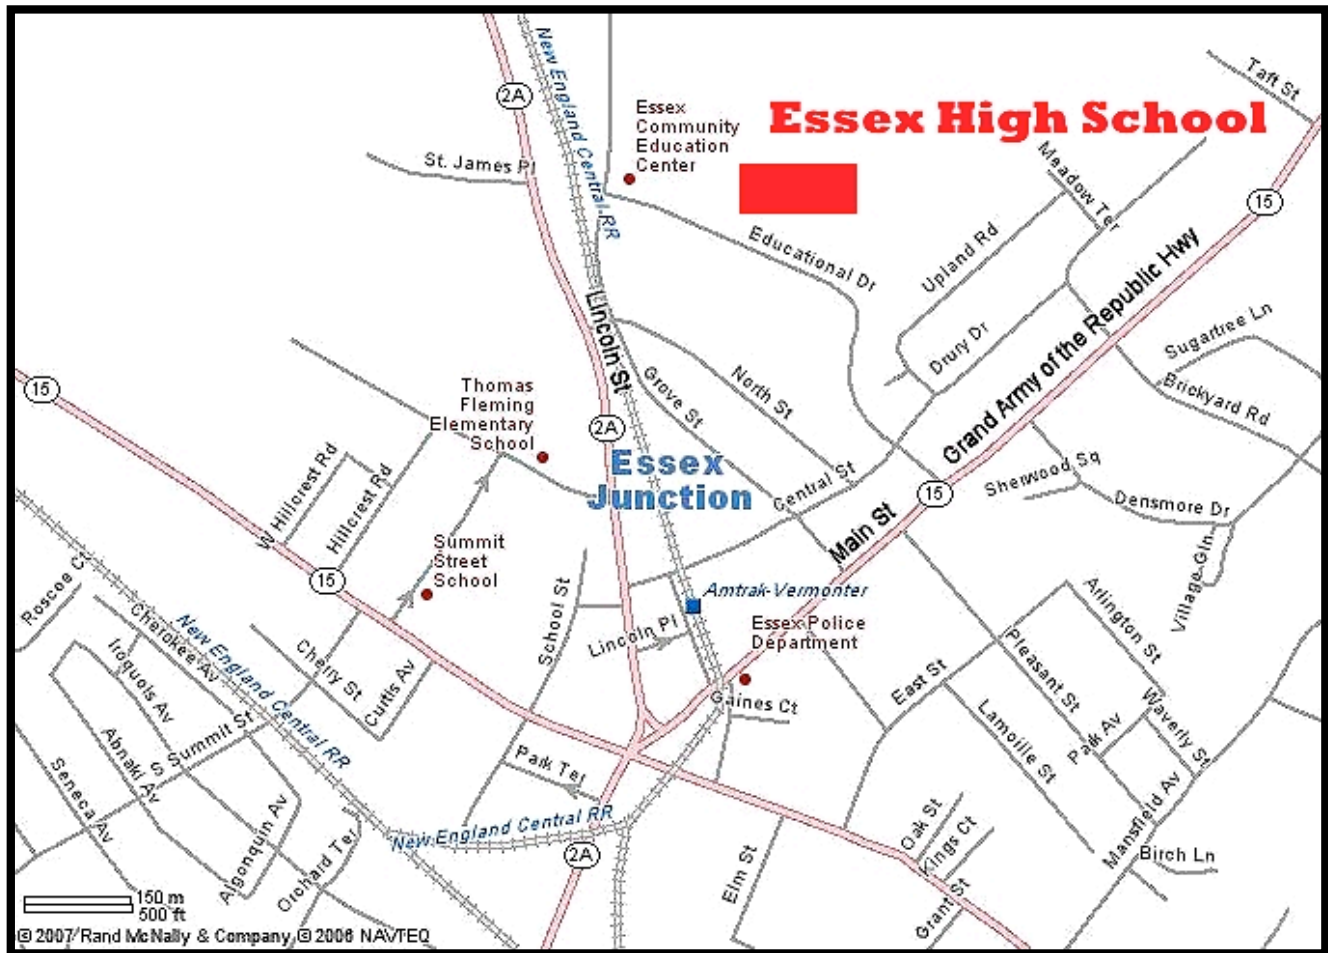 New England Central RR
Taft St
2A
Essex
Community
Education
Center
Essex High School
St. James Pl
Meadow Ter
15
Educational Dr
Upland Rd
Grand Army of the Republic Hwy
Lincoln St
Drury Dr
Sugartree Ln
Brickyard Rd
15
Thomas
Fleming
Elementary
School
Grove St
North St
2A
Essex
Junction
W Hillcrest Rd
Hillcrest Rd
Central St
15
Sherwood Sq
Densmore Dr
Main St
Summit
Street
School
15
School St
Amtrak-Vermonter
Village Gln
Roscoe Ct
Cherokee Av
New England Central RR
Iroquois Av
Cherry St
Curtis Av
Lincoln Pl
Essex Police
Department
Arlington St
Pleasant St
East St
Gaines Ct
Lamoille St
Park Av
Waverly St
S Summit St
Abnaki Av
Seneca Av
Park Ter
Mansfield Av
Algonquin Av
Orchard Ter
New England Central RR
2A
Elm St
Oak St
Kings Ct
Birch Ln
Grant St
150 m
500 ft
© 2007 Rand McNally & Company © 2006 NAVTEQ